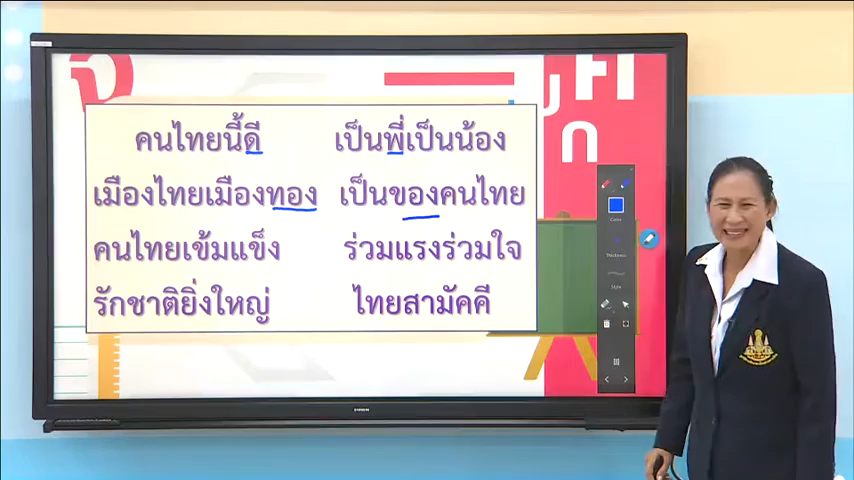 คนไทยนี้ดี เป็นพี่เป็นน้อง
เมืองไทยเมืองทอง เป็นของคนไทย
คนไทยเข้มแข็ง ร่วมแรงร่วมใจ
รักชาติยิ่งใหญ่ ไทยสามัคคี
Color
Thickness
Style